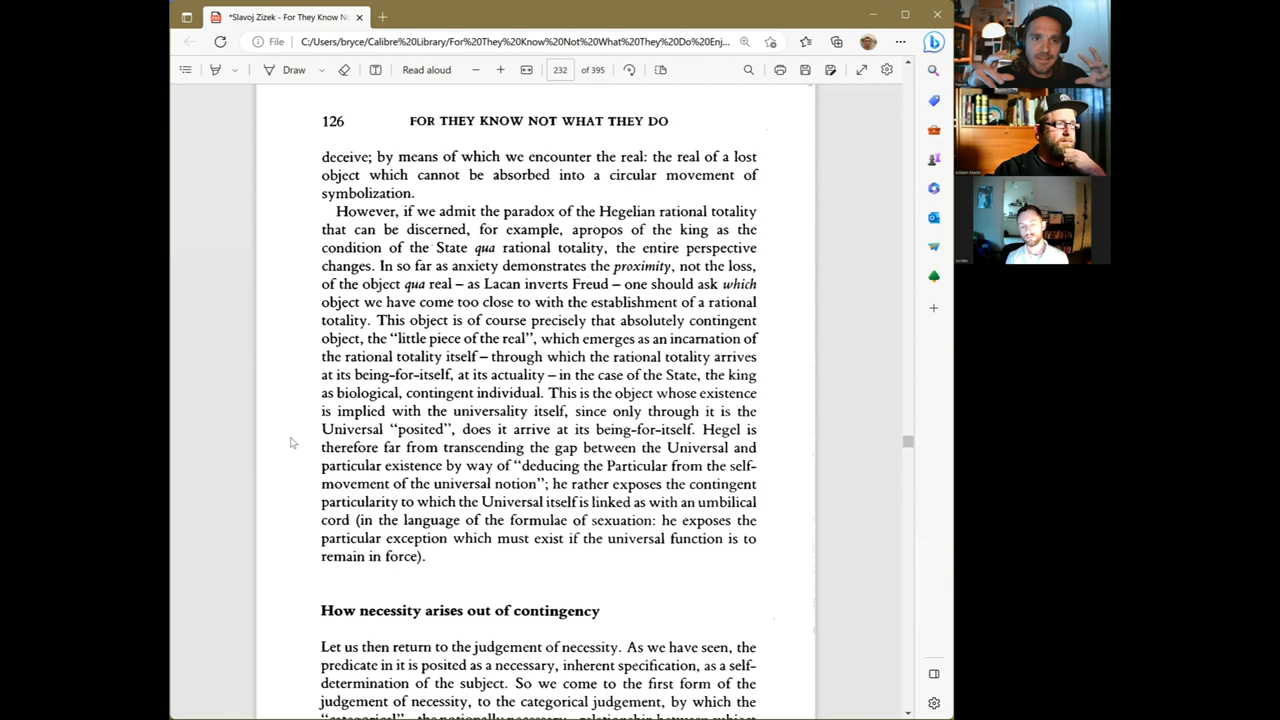 *Slavoj Zizek - For They Know No
File
C:/Users/bryce/Calibre%20Library/For%20They%20Know%20Not%20What%20They%20Do%20Enj...
Draw
Read aloud
232
of 395
126
FOR THEY KNOW NOT WHAT THEY DO
deceive; by means of which we encounter the real: the real of a lost
object which cannot be absorbed into a circular movement of
symbolization.
However, if we admit the paradox of the Hegelian rational totality
that can be discerned, for example, apropos of the king as the
condition of the State qua rational totality, the entire perspective
changes. In so far as anxiety demonstrates the proximity, not the loss,
of the object qua real – as Lacan inverts Freud – one should ask which
object we have come too close to with the establishment of a rational
totality. This object is of course precisely that absolutely contingent
object, the “little piece of the real”, which emerges as an incarnation of
the rational totality itself – through which the rational totality arrives
at its being-for-itself, at its actuality – in the case of the State, the king
as biological, contingent individual. This is the object whose existence
is implied with the universality itself, since only through it is the
Universal “posited”, does it arrive at its being-for-itself. Hegel is
therefore far from transcending the gap between the Universal and
particular existence by way of “deducing the Particular from the self-
movement of the universal notion”; he rather exposes the contingent
particularity to which the Universal itself is linked as with an umbilical
cord (in the language of the formulae of sexuation: he exposes the
particular exception which must exist if the universal function is to
remain in force).
How necessity arises out of contingency
Let us then return to the judgement of necessity. As we have seen, the
predicate in it is posited as a necessary, inherent specification, as a self-
determination of the subject. So we come to the first form of the
judgement of necessity, to the categorical judgement, by which the
“categorical” – the notionally necessary – relationship between subject
Jordan